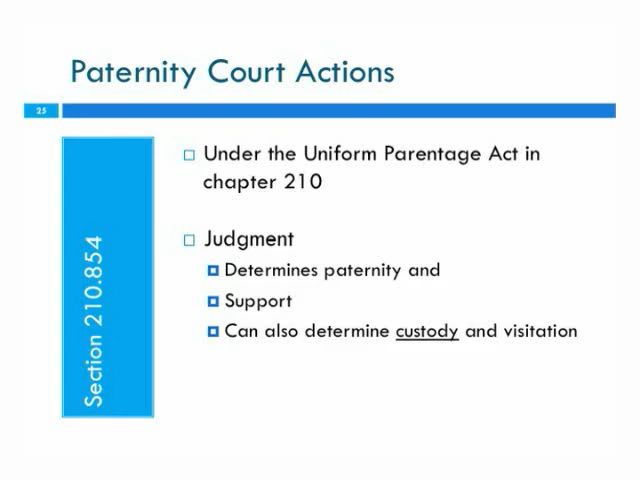 Paternity Court Actions
25
Section 210.854
Under the Uniform Parentage Act in
chapter 210
Judgment
Determines paternity and
Support
Can also determine custody and visitation